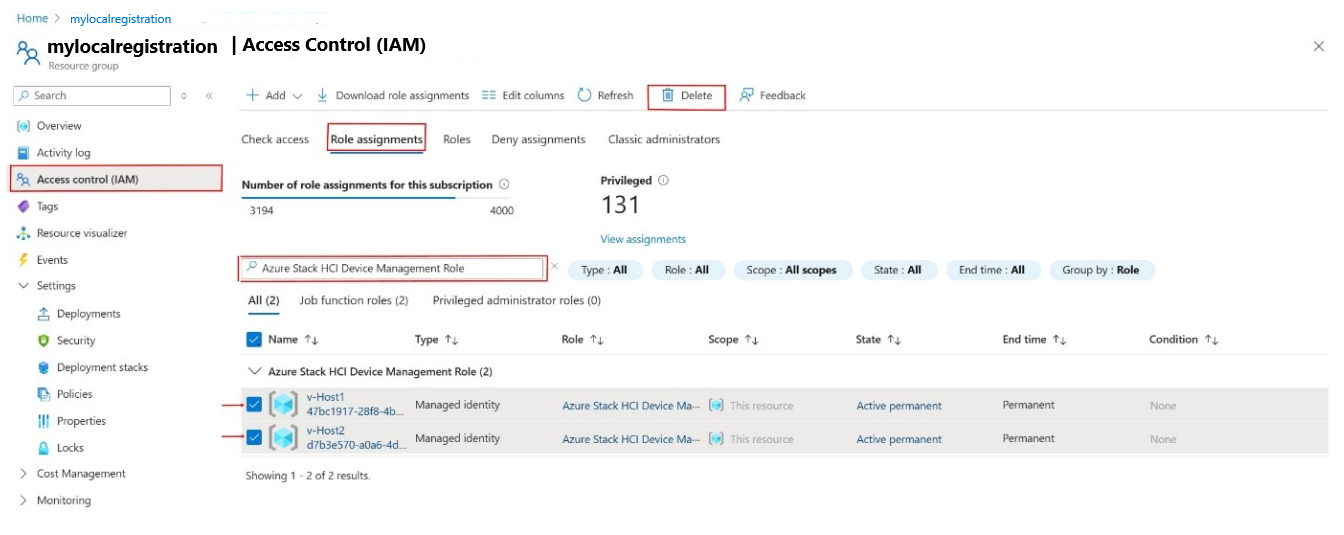 Home > mylocalregistration
mylocalregistration | Access Control (IAM)
Resource group
Search
Overview
Activity log
Access control (IAM)
Tags
Resource visualizer
Events
Settings
Deployments
Security
Deployment stacks
Policies
Properties
Locks
Cost Management
Monitoring
Add Download role assignments Edit columns Refresh Delete Feedback
Check access Role assignments Roles Deny assignments Classic administrators
Number of role assignments for this subscription
3194 4000
Privileged
131
View assignments
Azure Stack HCI Device Management Role
Type : All Role : All Scope : All scopes State : All End time : All Group by : Role
All (2) Job function roles (2) Privileged administrator roles (0)
Name Type Role Scope State End time Condition
Azure Stack HCI Device Management Role (2)
v-Host1
47bc1917-28f8-4b... Managed identity Azure Stack HCI Device Ma... This resource Active permanent Permanent None
v-Host2
d7b3e570-a0a6-4d... Managed identity Azure Stack HCI Device Ma... This resource Active permanent Permanent None
Showing 1 - 2 of 2 results.